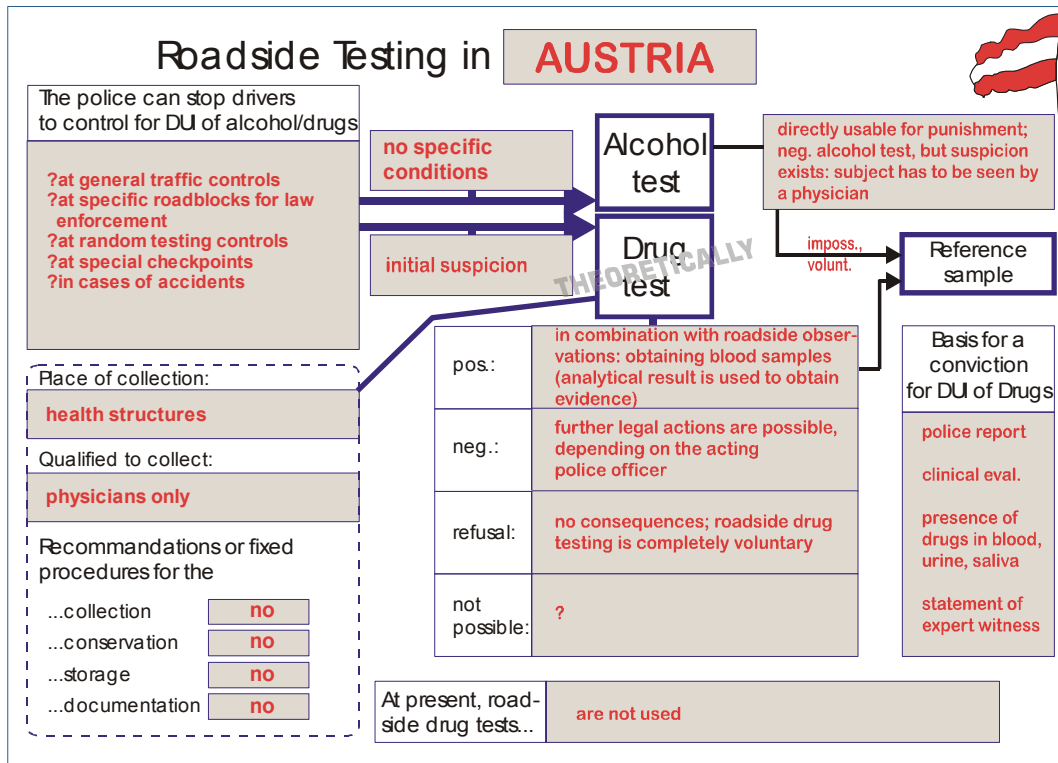 Roadside Testing in AUSTRIA
The police can stop drivers
to control for DUI of alcohol/drugs
?at general traffic controls
?at specific roadblocks for law
enforcement
?at random testing controls
?at special checkpoints
?in cases of accidents
no specific
conditions
initial suspicion
Alcohol
test
Drug
test
THEORETICALLY
directly usable for punishment;
neg. alcohol test, but suspicion
exists: subject has to be seen by
a physician
imposs.,
volunt.
Reference
sample
Place of collection:
health structures
Qualified to collect:
physicians only
Recommandations or fixed
procedures for the
...collection no
...conservation no
...storage no
...documentation no
pos.:
in combination with roadside obser-
vations: obtaining blood samples
(analytical result is used to obtain
evidence)
neg.:
further legal actions are possible,
depending on the acting
police officer
refusal:
no consequences; roadside drug
testing is completely voluntary
not
possible:
?
Basis for a
conviction
for DUI of Drugs
police report
clinical eval.
presence of
drugs in blood,
urine, saliva
statement of
expert witness
At present, road-
side drug tests...
are not used